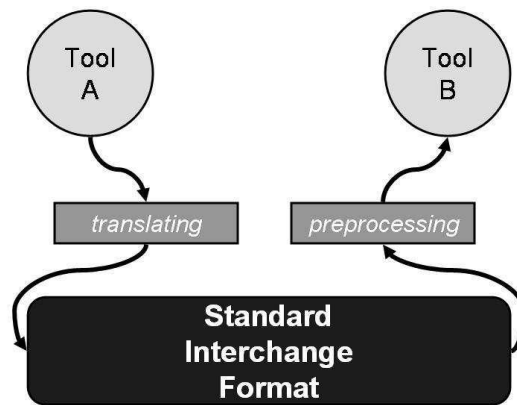 Tool
A
Tool
B
translating
preprocessing
Standard
Interchange
Format